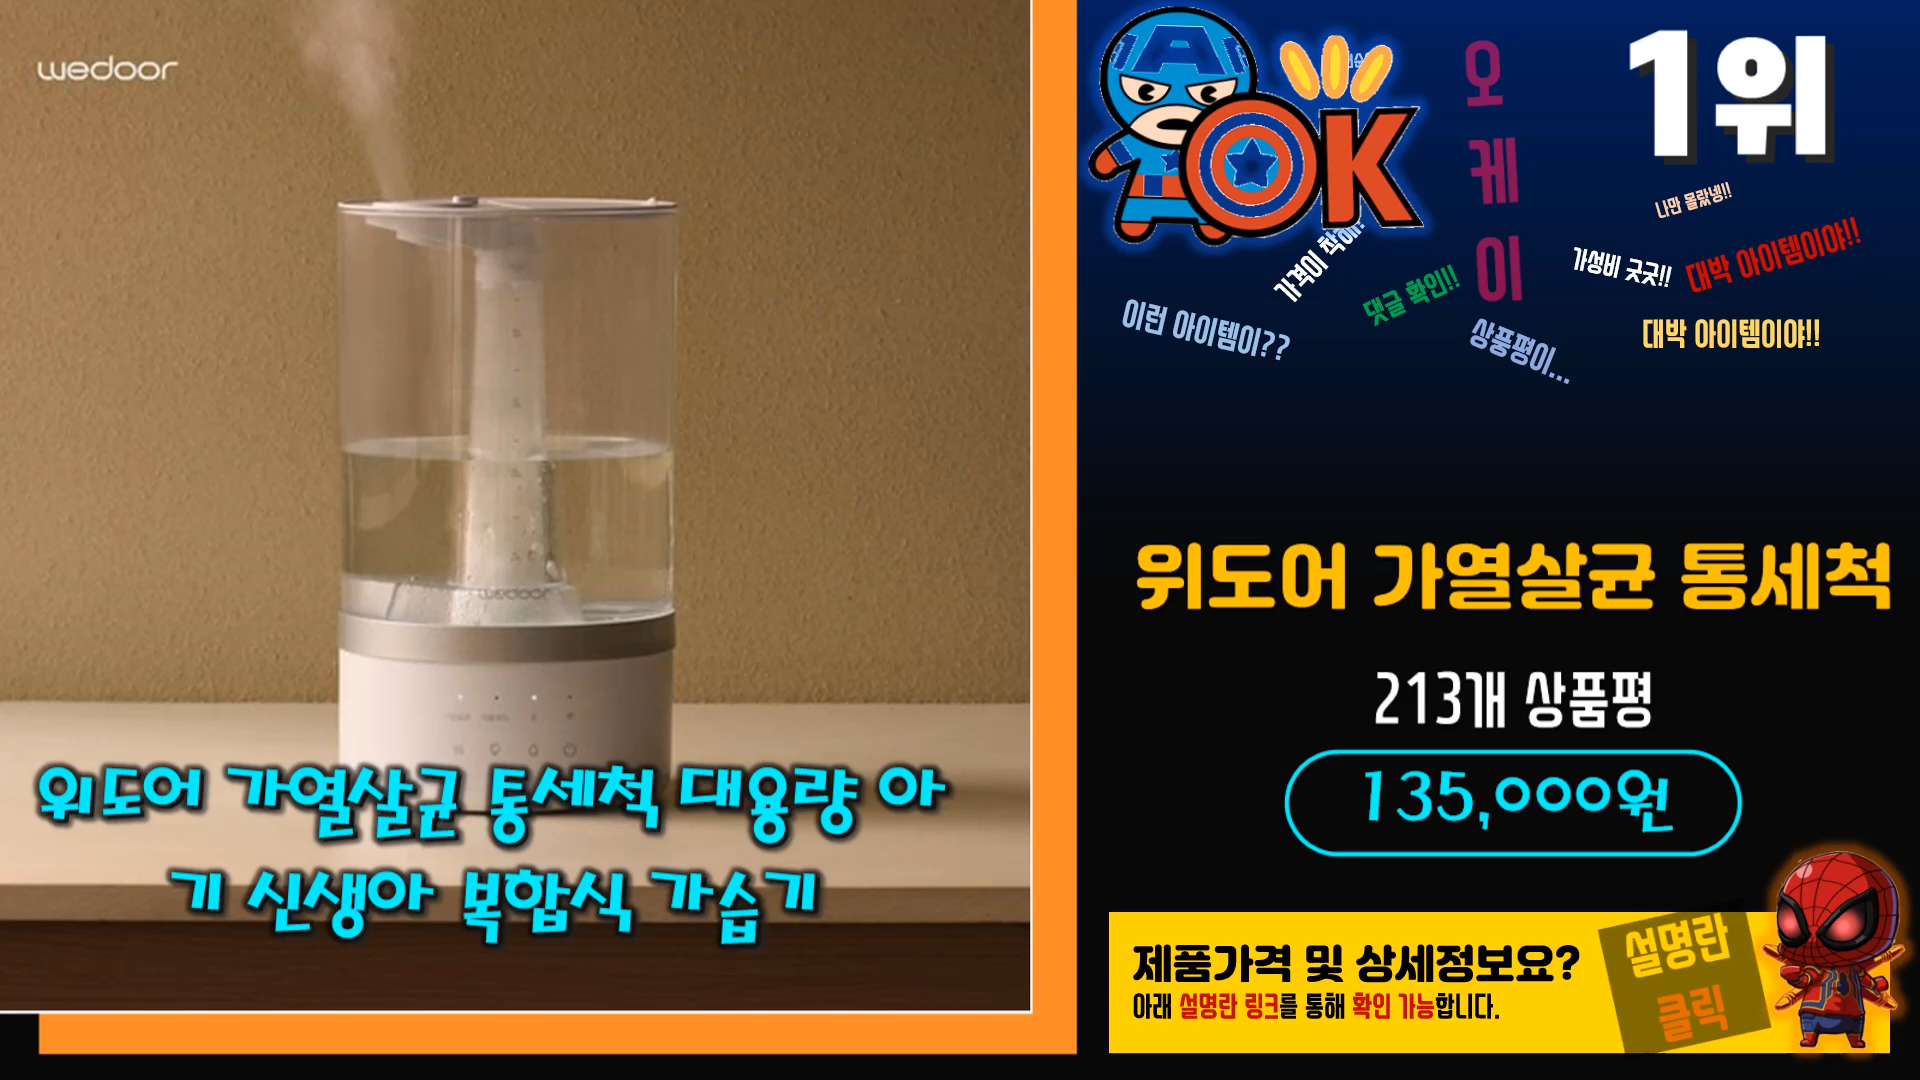 wedoor
wedoor
위도어 가열살균 통세척 대용량 아
기 신생아 복합식 가습기
OK
오
케
이
1위
나만 몰랐넹!!
가격이 착해!
댓글 확인!!
가성비 굿굿!!
대박 아이템이야!!
이런 아이템이??
상품평이...
대박 아이템이야!!
위도어 가열살균 통세척
213개 상품평
135,000원
제품가격 및 상세정보요?
아래 설명란 링크를 통해 확인 가능합니다.
설명란
클릭